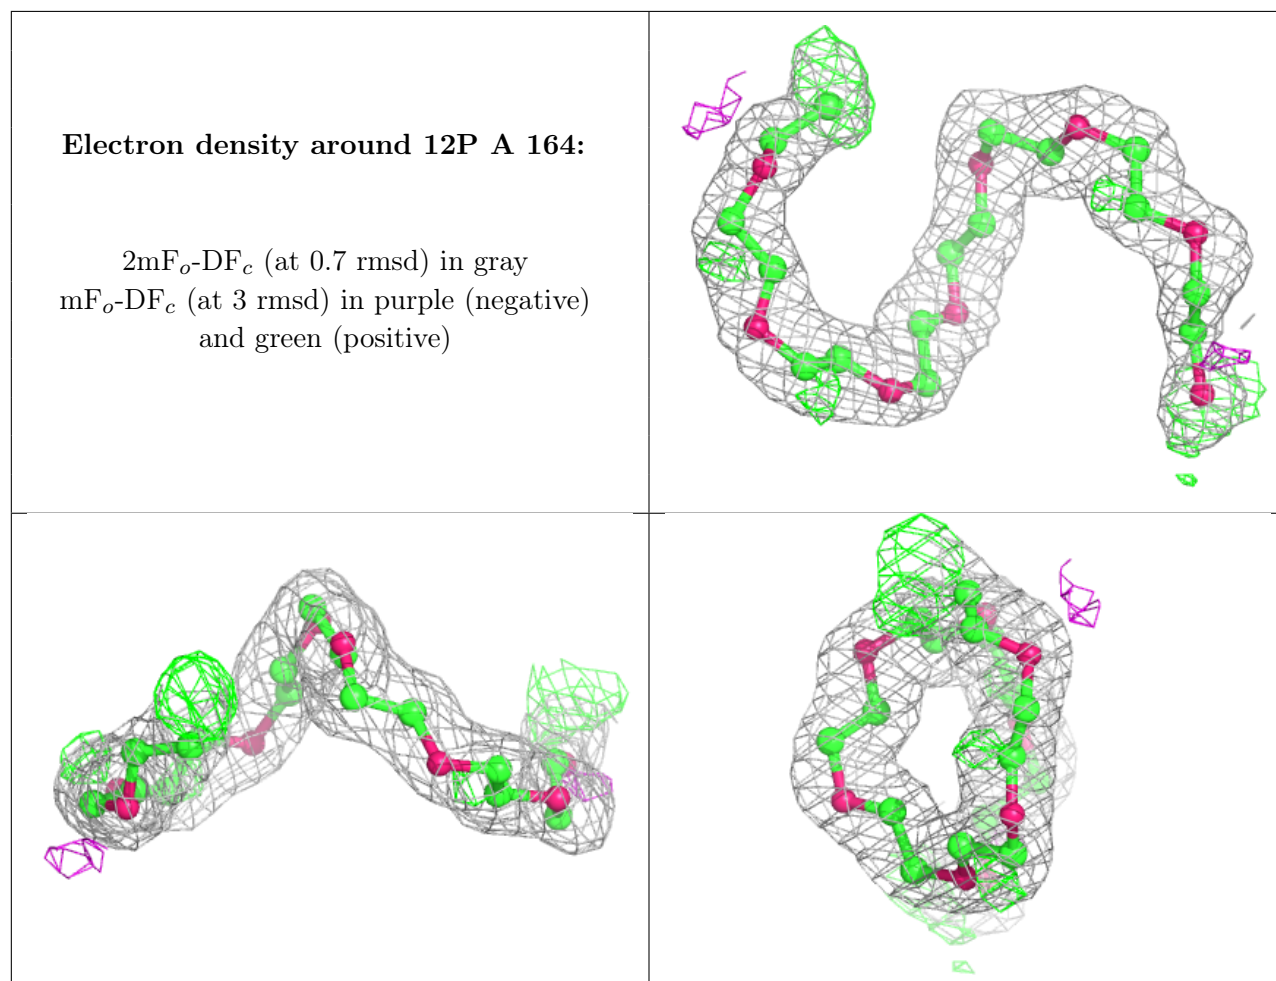 Electron density around 12P A 164:
2mFo-DFc (at 0.7 rmsd) in gray
mFo-DFc (at 3 rmsd) in purple (negative)
and green (positive)